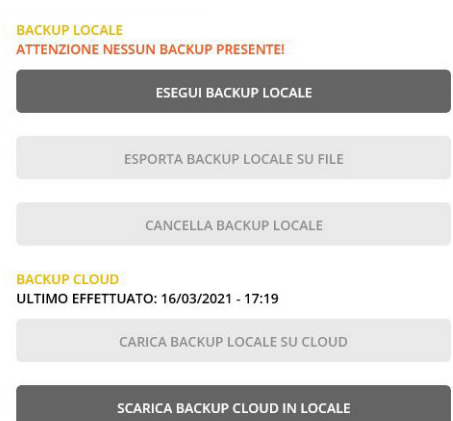 BACKUP LOCALE
ATTENZIONE NESSUN BACKUP PRESENTE!
ESEGUI BACKUP LOCALE
ESPORTA BACKUP LOCALE SU FILE
CANCELLA BACKUP LOCALE
BACKUP CLOUD
ULTIMO EFFETTUATO: 16/03/2021 - 17:19
CARICA BACKUP LOCALE SU CLOUD
SCARICA BACKUP CLOUD IN LOCALE